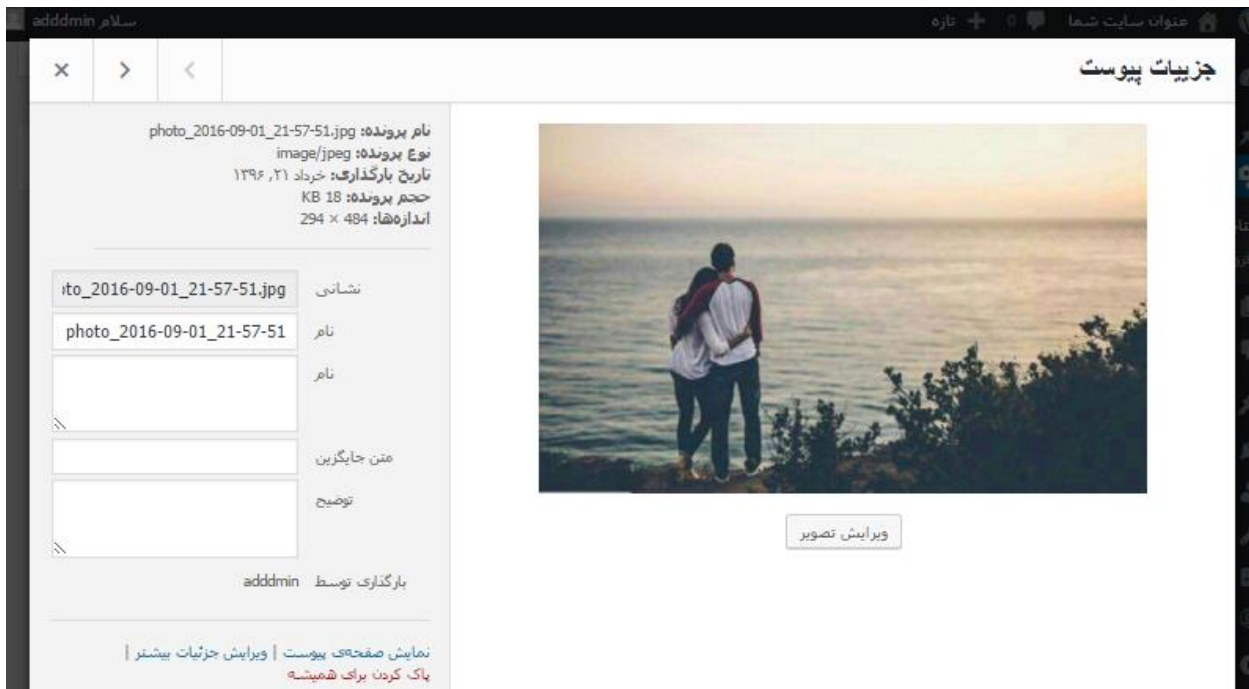 عنوان سایت شما 0 + تازه
سلام adddmin
جزییات پیوست
نام پرونده: photo_2016-09-01_21-57-51.jpg
نوع پرونده: image/jpeg
تاریخ بارگذاری: خرداد ۲۱, ۱۳۹۶
حجم پرونده: 18 KB
اندازه‌ها: 484 × 294
نشانی to_2016-09-01_21-57-51.jpg
نام photo_2016-09-01_21-57-51
نام
متن جایگزین
توضیح
بارگذاری توسط adddmin
نمایش صفحه‌ی پیوست | ویرایش جزئیات بیشتر |
پاک کردن برای همیشه
ویرایش تصویر